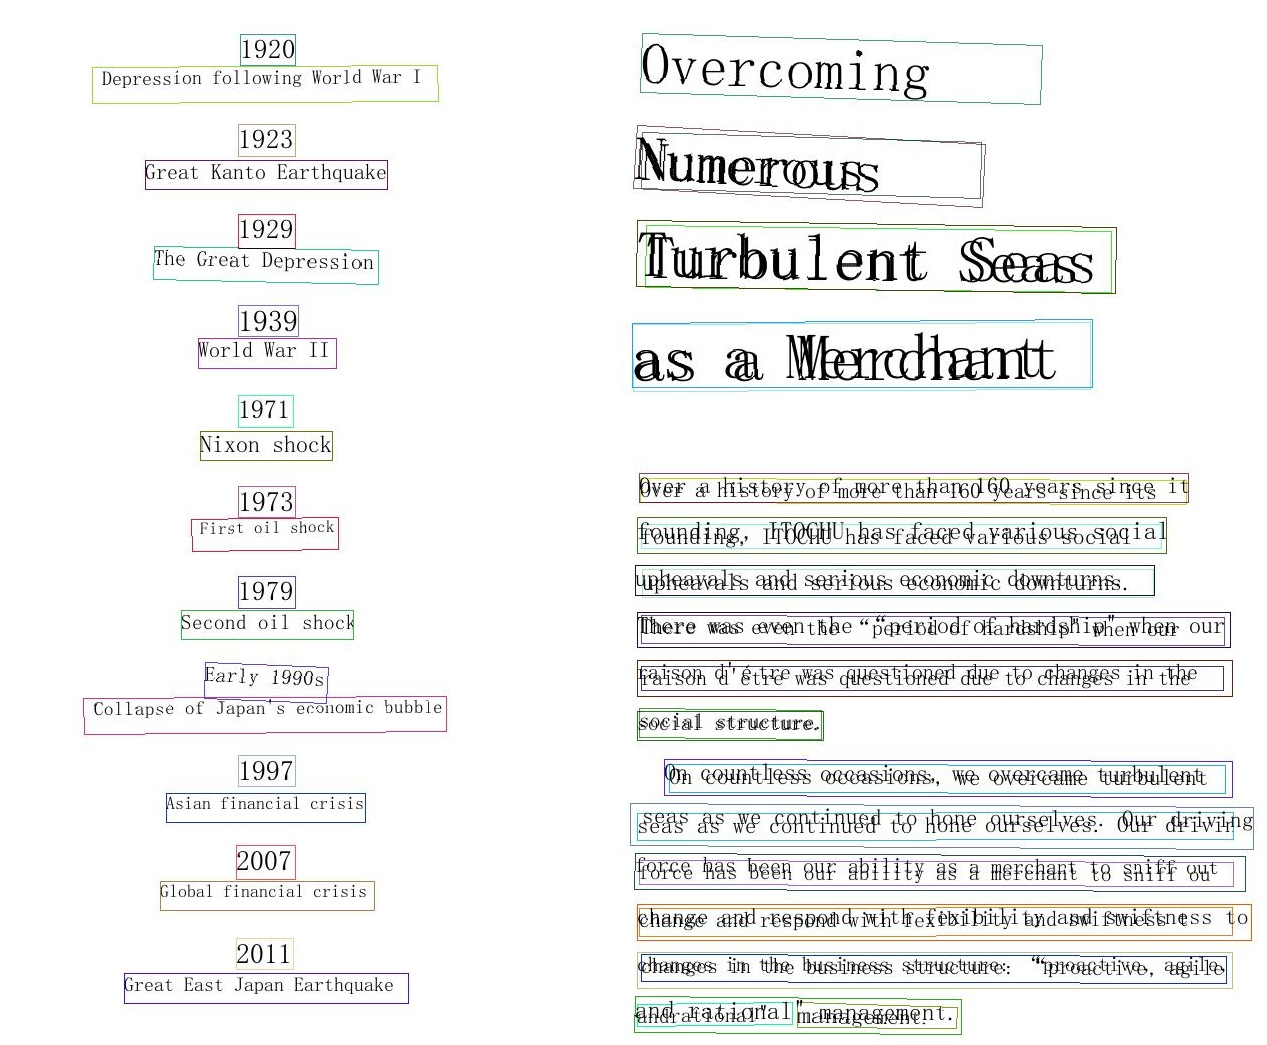 1920
Depression following World War I
1923
Great Kanto Earthquake
1929
The Great Depression
1939
World War II
1971
Nixon shock
1973
First oil shock
1979
Second oil shock
Early 1990s
Collapse of Japan's economic bubble
1997
Asian financial crisis
2007
Global financial crisis
2011
Great East Japan Earthquake
Overcoming
Numerous
Turbulent Seas
as a Merchant
Over a history of more than 160 years since its
founding, ITOCHU has faced various social
upheavals and serious economic downturns.
There was even the “period of hardship" when our
raison d'étre was questioned due to changes in the
social structure.
On countless occasions, we overcame turbulent
seas as we continued to hone ourselves. Our driving
force has been our ability as a merchant to sniff out
change and respond with fexibility and swiftness to
changes in the business structure: “proactive, agile,
and rational" management.